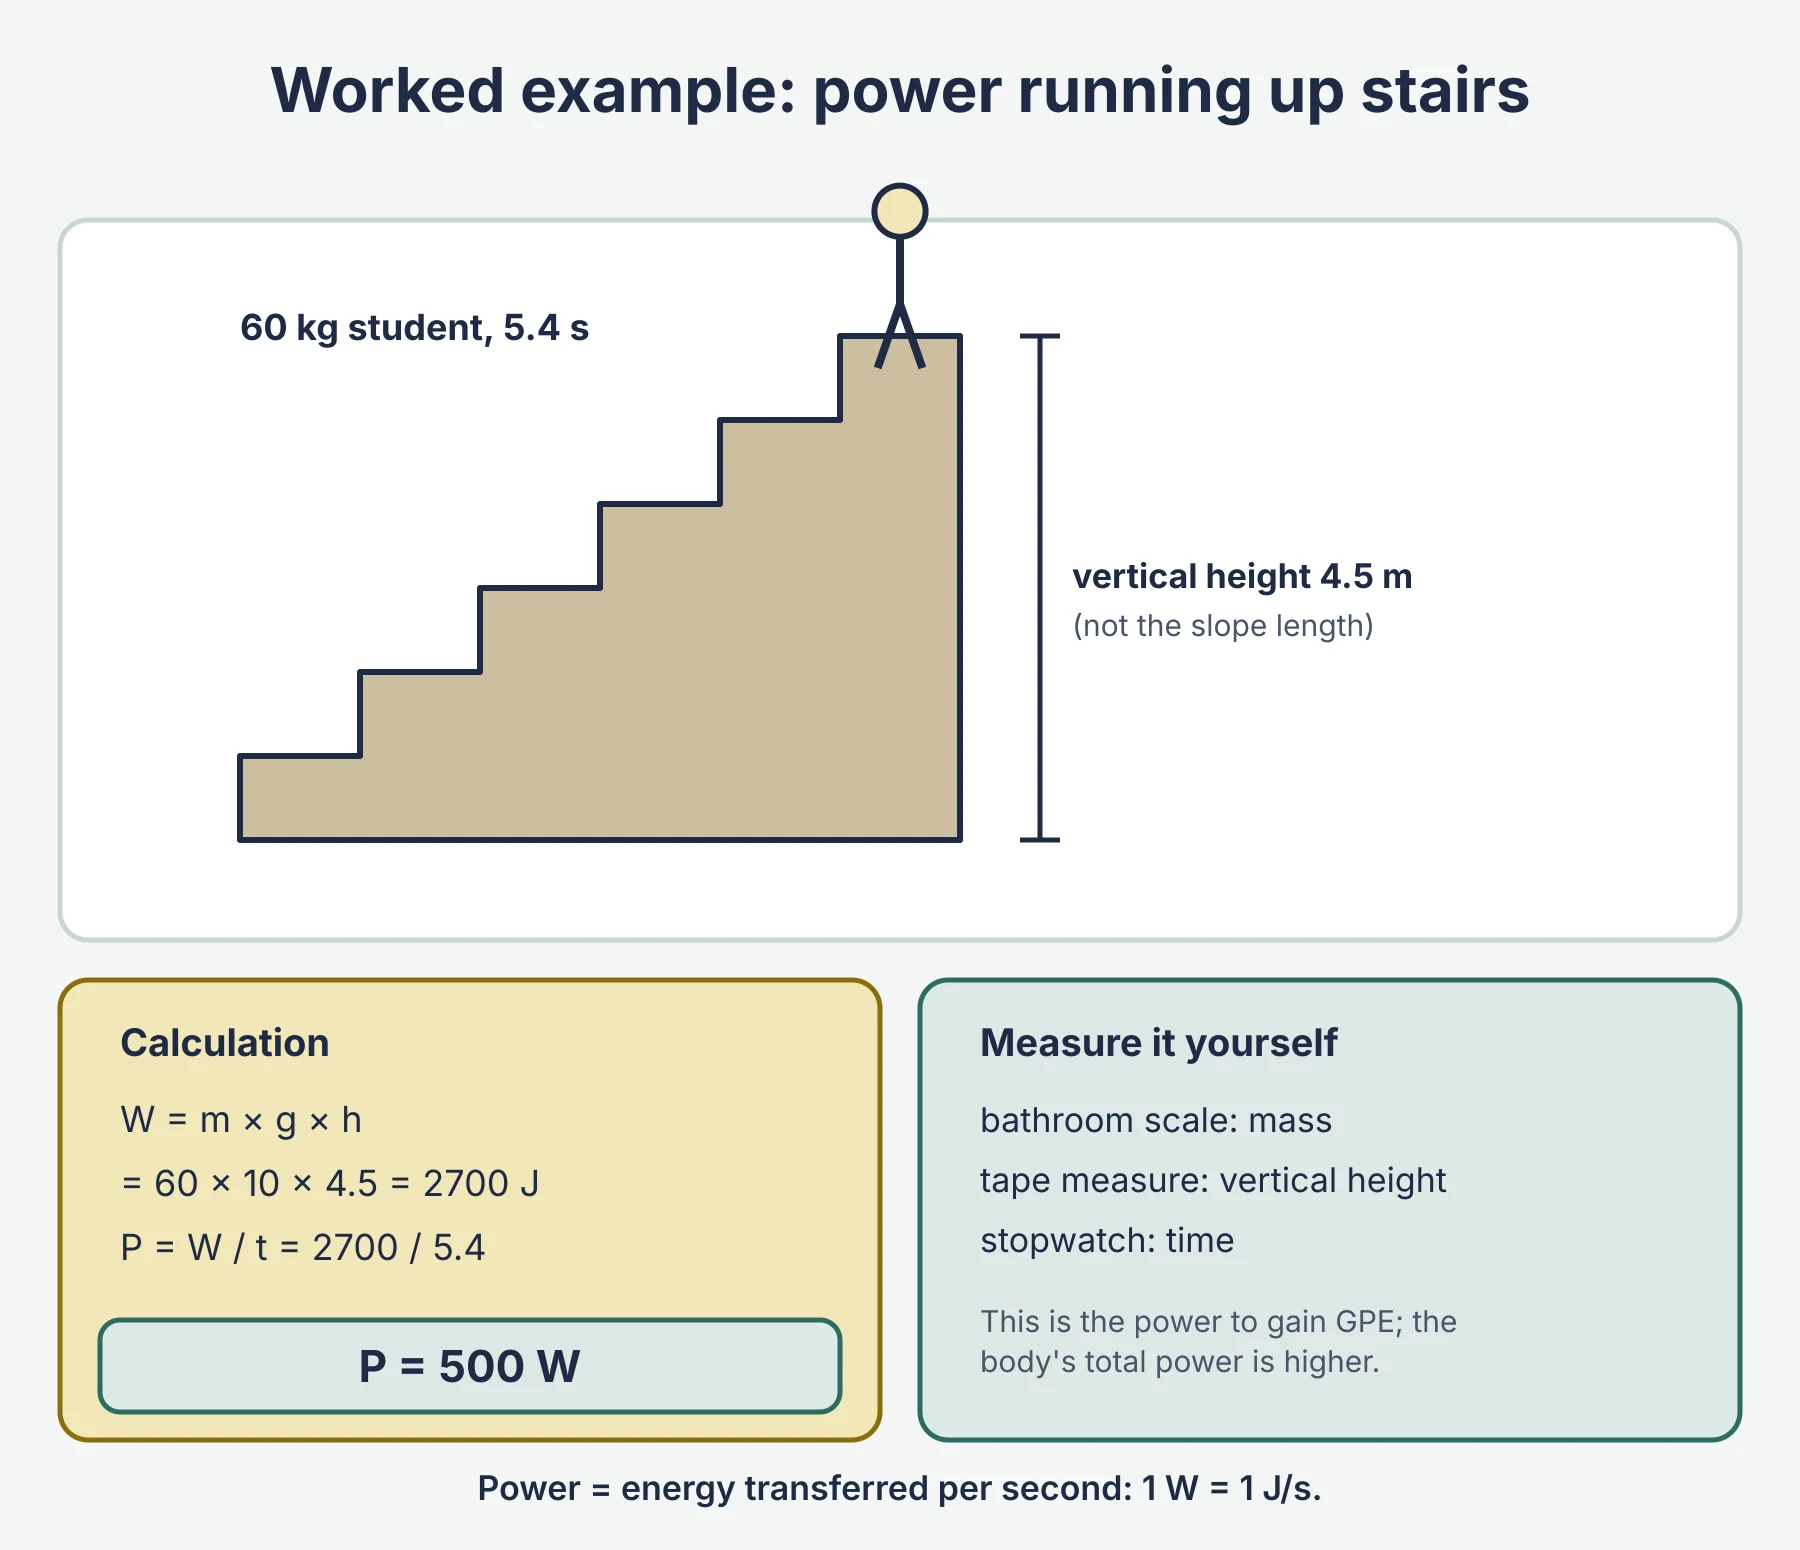 Worked example: power running up stairs
60 kg student, 5.4 s
vertical height 4.5 m
(not the slope length)
Calculation
W = m × g × h
= 60 × 10 × 4.5 = 2700 J
P = W / t = 2700 / 5.4
P = 500 W
Measure it yourself
bathroom scale: mass
tape measure: vertical height
stopwatch: time
This is the power to gain GPE; the
body's total power is higher.
Power = energy transferred per second: 1 W = 1 J/s.